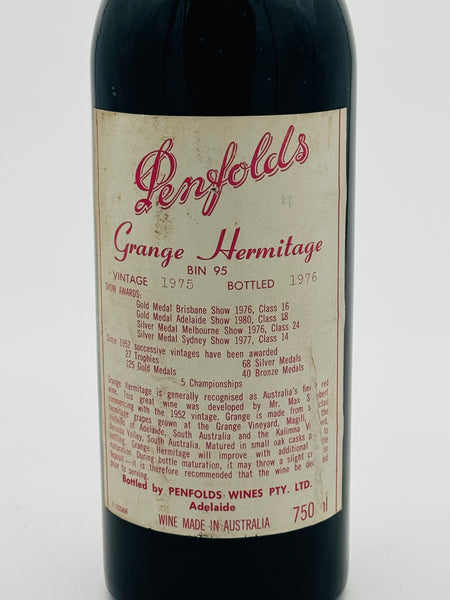 Penfolds
Grange Hermitage
BIN 95
VINTAGE 1975 BOTTLED 1976
SHOW AWARDS:
Gold Medal Brisbane Show 1976, Class 16
Gold Medal Adelaide Show 1980, Class 18
Silver Medal Melbourne Show 1976, Class 24
Silver Medal Sydney Show 1977, Class 14
Since 1952 successive vintages have been awarded
27 Trophies 68 Silver Medals
125 Gold Medals 40 Bronze Medals
5 Championships
Grange Hermitage is generally recognised as Australia's red
wine. This great wine was developed by Mr. Max
commencing with the 1952 vintage. Grange is made from
Hermitage grapes grown at the Grange Vineyard, Magill,
foothills of Adelaide, South Australia and the Kalimna
Barossa Valley, South Australia. Matured in small oak casks
bottling, Grange Hermitage will improve with additional
maturation. During bottle maturation, it may throw a slight
deposit—it is therefore recommended that the wine be
prior to serving.
Bottled by PENFOLDS WINES PTY. LTD.
Adelaide
WINE MADE IN AUSTRALIA 750 ml